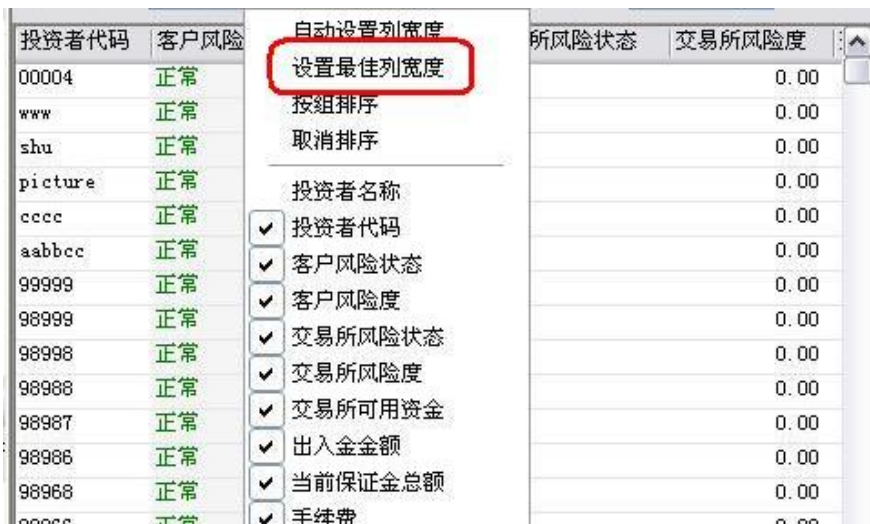 投资者代码 客户风险 所风险状态 交易所风险度
自动设置列宽度
设置最佳列宽度
按组排序
取消排序
投资者名称
投资者代码
客户风险状态
客户风险度
交易所风险状态
交易所风险度
交易所可用资金
出入金金额
当前保证金总额
手续费
00004 正常 0.00
www 正常 0.00
shu 正常 0.00
picture 正常 0.00
cccc 正常 0.00
aabbcc 正常 0.00
99999 正常 0.00
98999 正常 0.00
98998 正常 0.00
98988 正常 0.00
98987 正常 0.00
98986 正常 0.00
98968 正常 0.00
正常 0.00